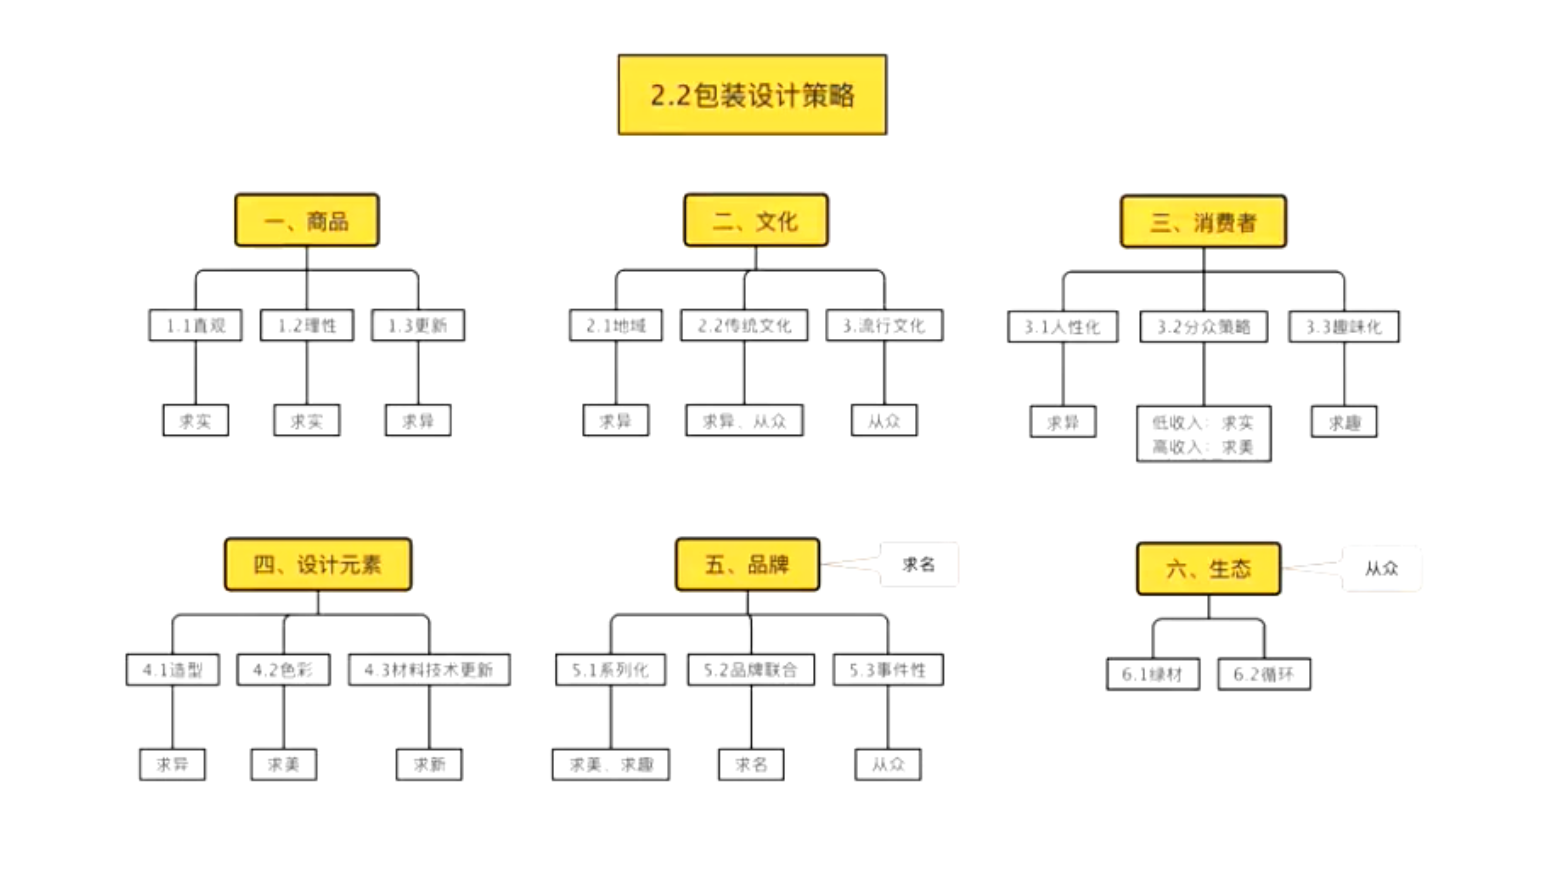 2.2包装设计策略
一、商品
二、文化
三、消费者
1.1直观
1.2理性
1.3更新
2.1地域
2.2传统文化
3.流行文化
3.1人性化
3.2分众策略
3.3趣味化
求实
求实
求异
求异
求异、从众
从众
求异
低收入：求实
高收入：求美
求趣
四、设计元素
五、品牌
求名
六、生态
从众
4.1造型
4.2色彩
4.3材料技术更新
5.1系列化
5.2品牌联合
5.3事件性
6.1绿材
6.2循环
求异
求美
求新
求美、求趣
求名
从众